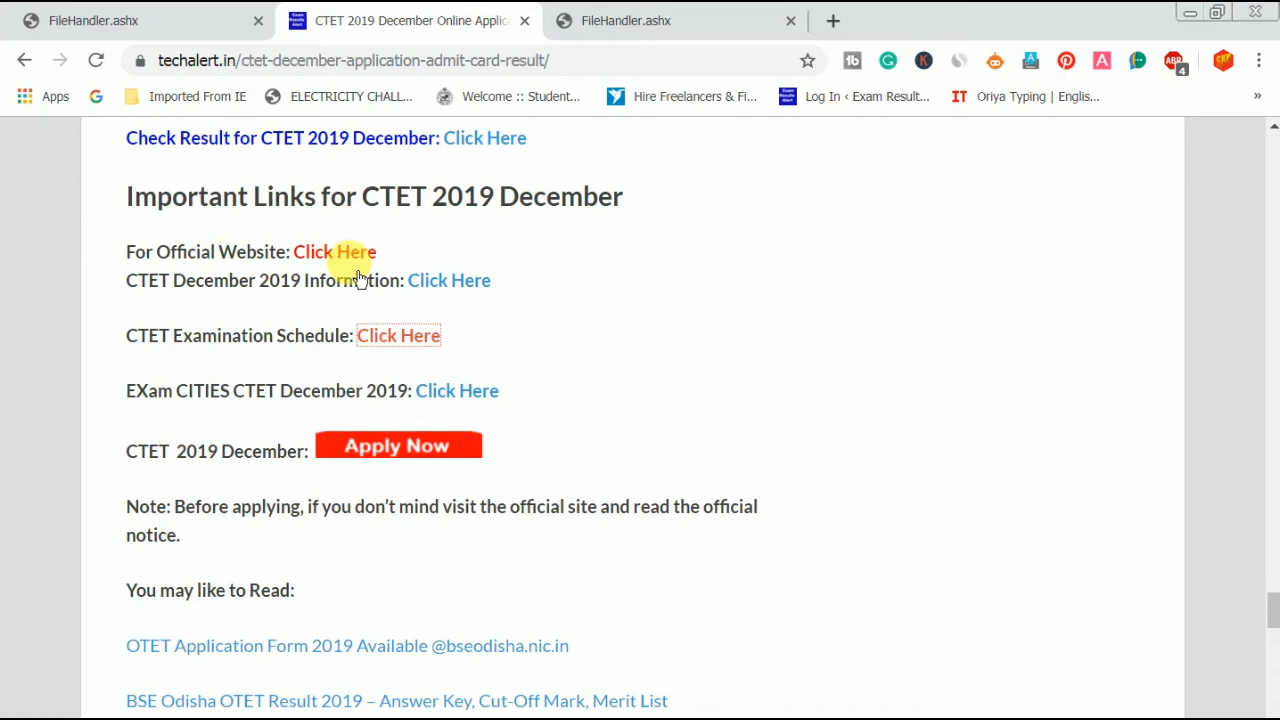 FileHandler.ashx
CTET 2019 December Online Applic
FileHandler.ashx
techalert.in/ctet-december-application-admit-card-result/
Apps
Imported From IE
ELECTRICITY CHALL...
Welcome :: Student...
Hire Freelancers & Fi...
Log In ‹ Exam Result...
IT Oriya Typing | Englis...
»
Check Result for CTET 2019 December: Click Here
Important Links for CTET 2019 December
For Official Website: Click Here
CTET December 2019 Information: Click Here
CTET Examination Schedule: Click Here
EXam CITIES CTET December 2019: Click Here
CTET 2019 December: Apply Now
Note: Before applying, if you don't mind visit the official site and read the official
notice.
You may like to Read:
OTET Application Form 2019 Available @bseodisha.nic.in
BSE Odisha OTET Result 2019 – Answer Key, Cut-Off Mark, Merit List